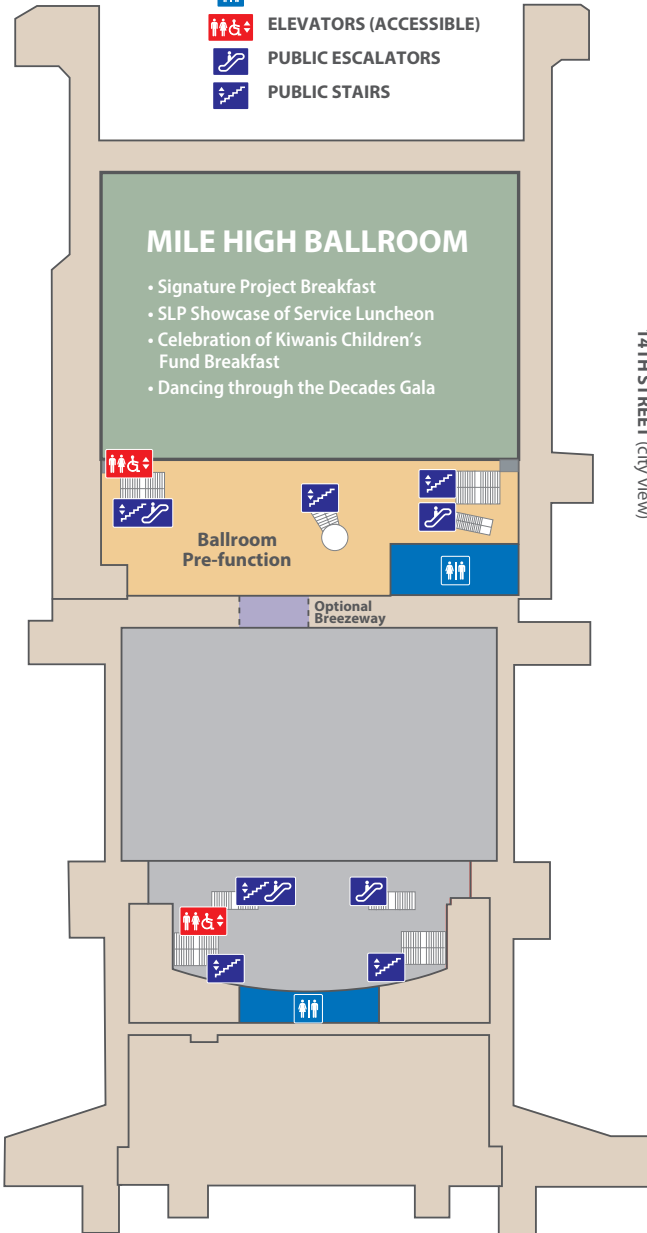 ELEVATORS (ACCESSIBLE)
PUBLIC ESCALATORS
PUBLIC STAIRS
MILE HIGH BALLROOM
• Signature Project Breakfast
• SLP Showcase of Service Luncheon
• Celebration of Kiwanis Children's
Fund Breakfast
• Dancing through the Decades Gala
14TH STREET (city view)
Ballroom
Pre-function
Optional
Breezeway